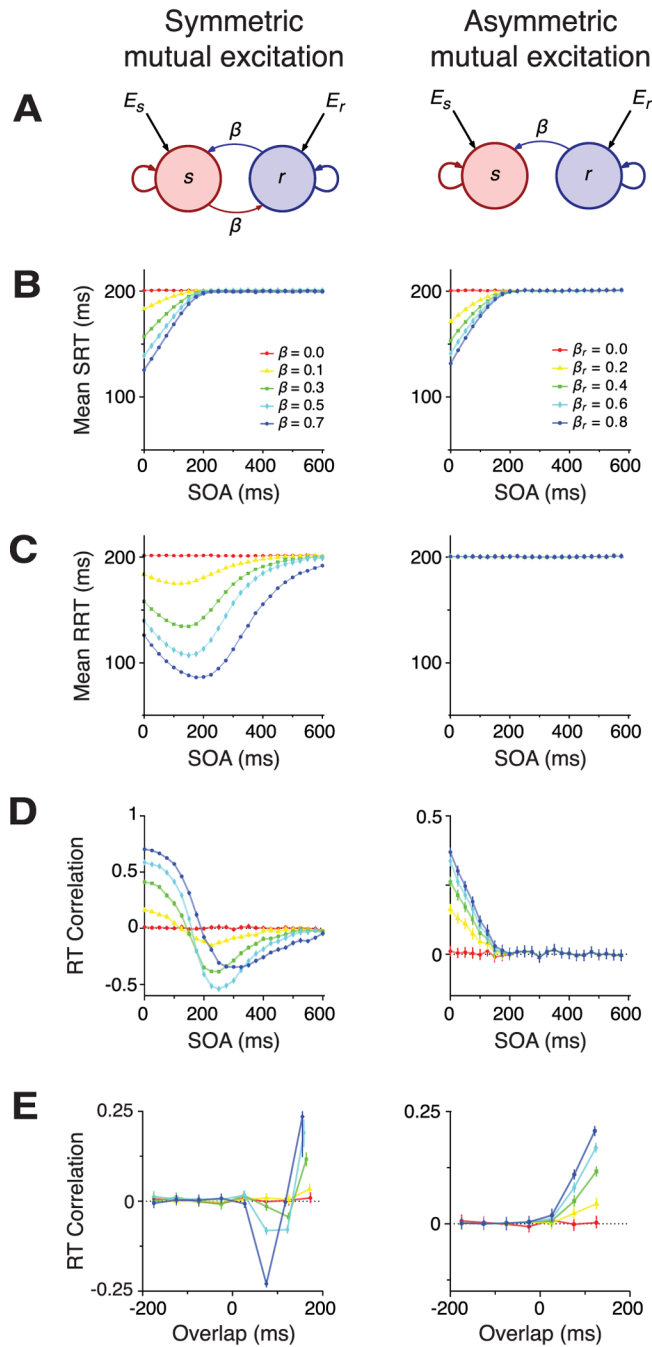 Symmetric
mutual excitation
Asymmetric
mutual excitation
A
E_s
E_r
β
s
r
β
E_s
E_r
β
s
r
B
Mean SRT (ms)
200
100
β = 0.0
β = 0.1
β = 0.3
β = 0.5
β = 0.7
0 200 400 600
SOA (ms)
200
100
β_r = 0.0
β_r = 0.2
β_r = 0.4
β_r = 0.6
β_r = 0.8
0 200 400 600
SOA (ms)
C
Mean RRT (ms)
200
100
0 200 400 600
SOA (ms)
200
100
0 200 400 600
SOA (ms)
D
RT Correlation
1
0.5
0
-0.5
0 200 400 600
SOA (ms)
0.5
0
0 200 400 600
SOA (ms)
E
RT Correlation
0.25
0
-0.25
-200 0 200
Overlap (ms)
0.25
0
-200 0 200
Overlap (ms)